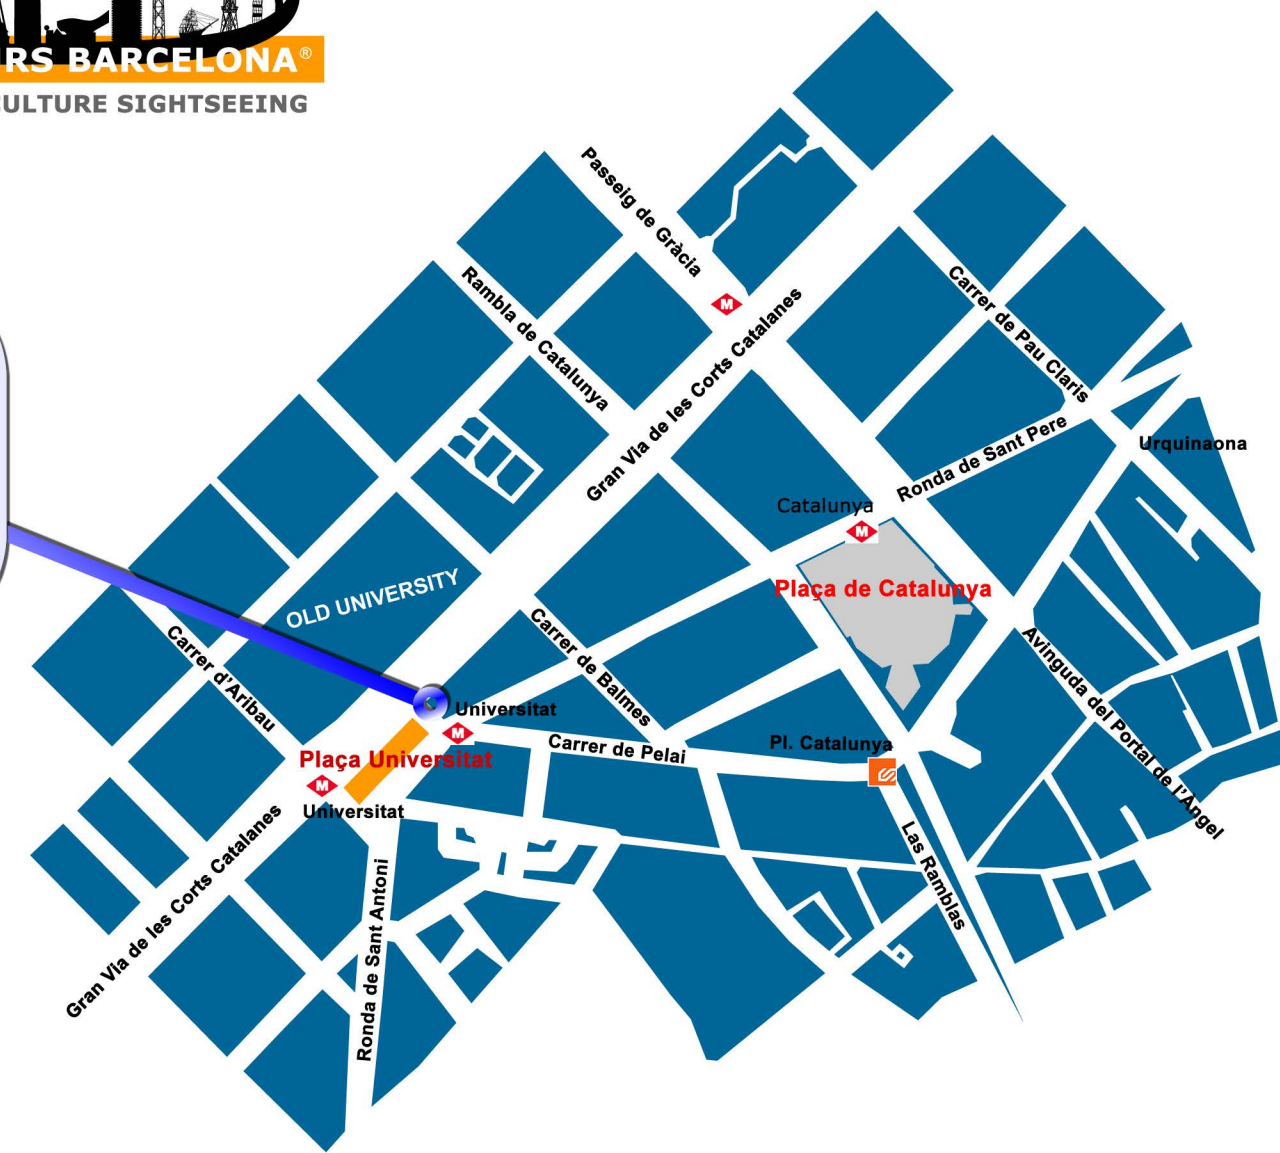 RS BARCELONA®
CULTURE SIGHTSEEING
Passeig de Gràcia
Rambla de Catalunya
Gran Via de les Corts Catalanes
Carrer de Pau Claris
Ronda de Sant Pere
Urquinaona
Catalunya
Plaça de Catalunya
OLD UNIVERSITY
Carrer d'Aribau
Carrer de Balmes
Avinguda del Portal de l'Àngel
Universitat
Carrer de Pelai
Pl. Catalunya
Plaça Universitat
Universitat
Gran Via de les Corts Catalanes
Ronda de Sant Antoni
Las Ramblas
M
M
M
M